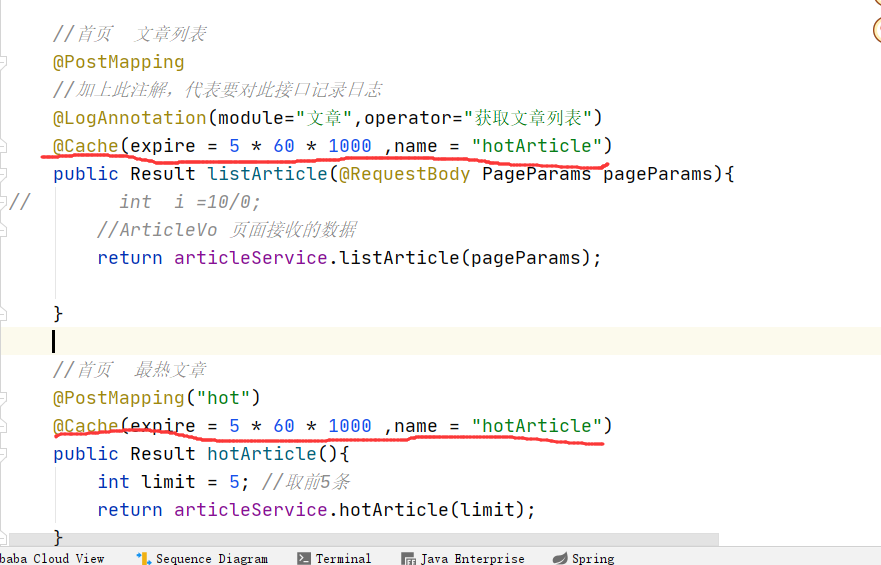 //首页  文章列表
@PostMapping
//加上此注解，代表要对此接口记录日志
@LogAnnotation(module="文章",operator="获取文章列表")
@Cache(expire = 5 * 60 * 1000 ,name = "hotArticle")
public Result listArticle(@RequestBody PageParams pageParams){
//        int  i =10/0;
//ArticleVo 页面接收的数据
return articleService.listArticle(pageParams);
}
//首页  最热文章
@PostMapping("hot")
@Cache(expire = 5 * 60 * 1000 ,name = "hotArticle")
public Result hotArticle(){
int limit = 5; //取前5条
return articleService.hotArticle(limit);
}
baba Cloud View  Sequence Diagram  Terminal  Java Enterprise  Spring